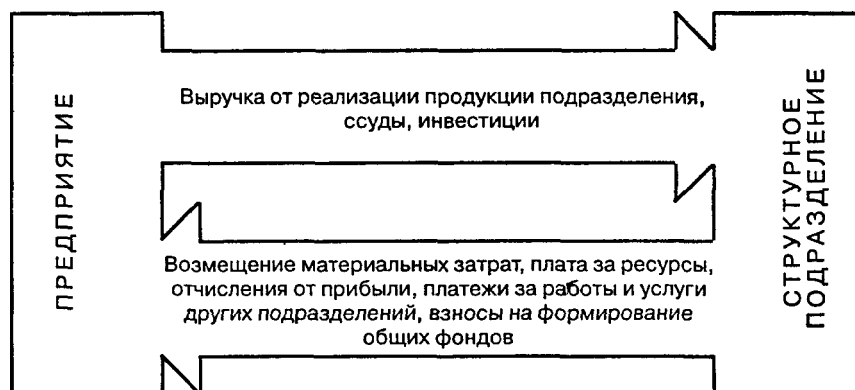 ПРЕДПРИЯТИЕ
Выручка от реализации продукции подразделения,
ссуды, инвестиции
Возмещение материальных затрат, плата за ресурсы,
отчисления от прибыли, платежи за работы и услуги
других подразделений, взносы на формирование
общих фондов
СТРУКТУРНОЕ
ПОДРАЗДЕЛЕНИЕ